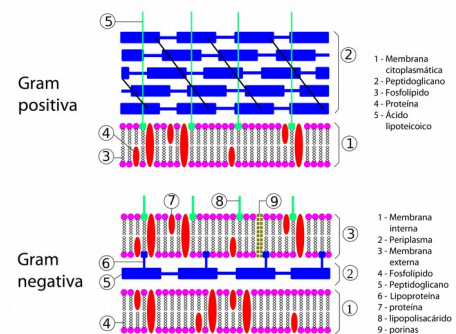 5
2
Gram
positiva
4
3
1
1 - Membrana
citoplasmática
2 - Peptidoglicano
3 - Fosfolípido
4 - Proteína
5 - Ácido
lipoteicoico
7
8
9
3
6
Gram
negativa
5
2
4
1
1 - Membrana
interna
2 - Periplasma
3 - Membrana
externa
4 - Fosfolípido
5 - Peptidoglicano
6 - Lipoproteína
7 - proteína
8 - lipopolisacárido
9 - porinas